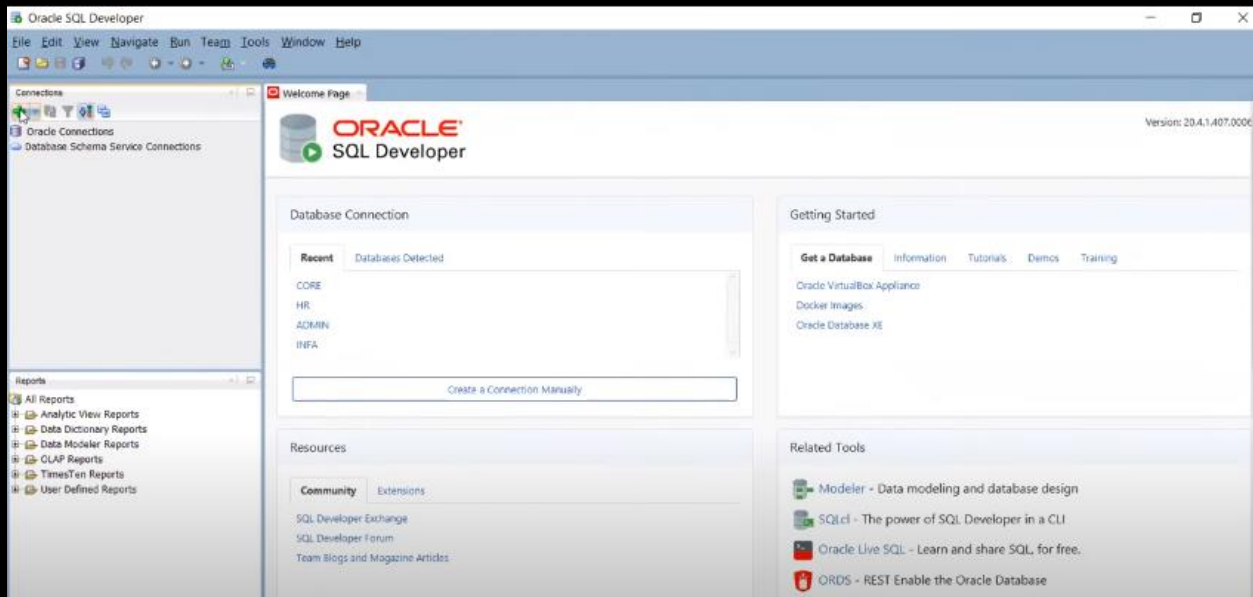 Oracle SQL Developer
File Edit View Navigate Run Team Tools Window Help
Connections
Oracle Connections
Database Schema Service Connections
Reports
All Reports
Analytic View Reports
Data Dictionary Reports
Data Modeler Reports
OLAP Reports
TimesTen Reports
User Defined Reports
Welcome Page
ORACLE
SQL Developer
Version: 20.4.1.407.0006
Database Connection
Recent Databases Detected
CORE
HR
ADMIN
INFA
Create a Connection Manually
Getting Started
Get a Database Information Tutorials Demos Training
Oracle VirtualBox Appliance
Docker Images
Oracle Database XE
Resources
Community Extensions
SQL Developer Exchange
SQL Developer Forum
Team Blogs and Magazine Articles
Related Tools
Modeler - Data modeling and database design
SQLcl - The power of SQL Developer in a CLI
Oracle Live SQL - Learn and share SQL, for free.
ORDS - REST Enable the Oracle Database